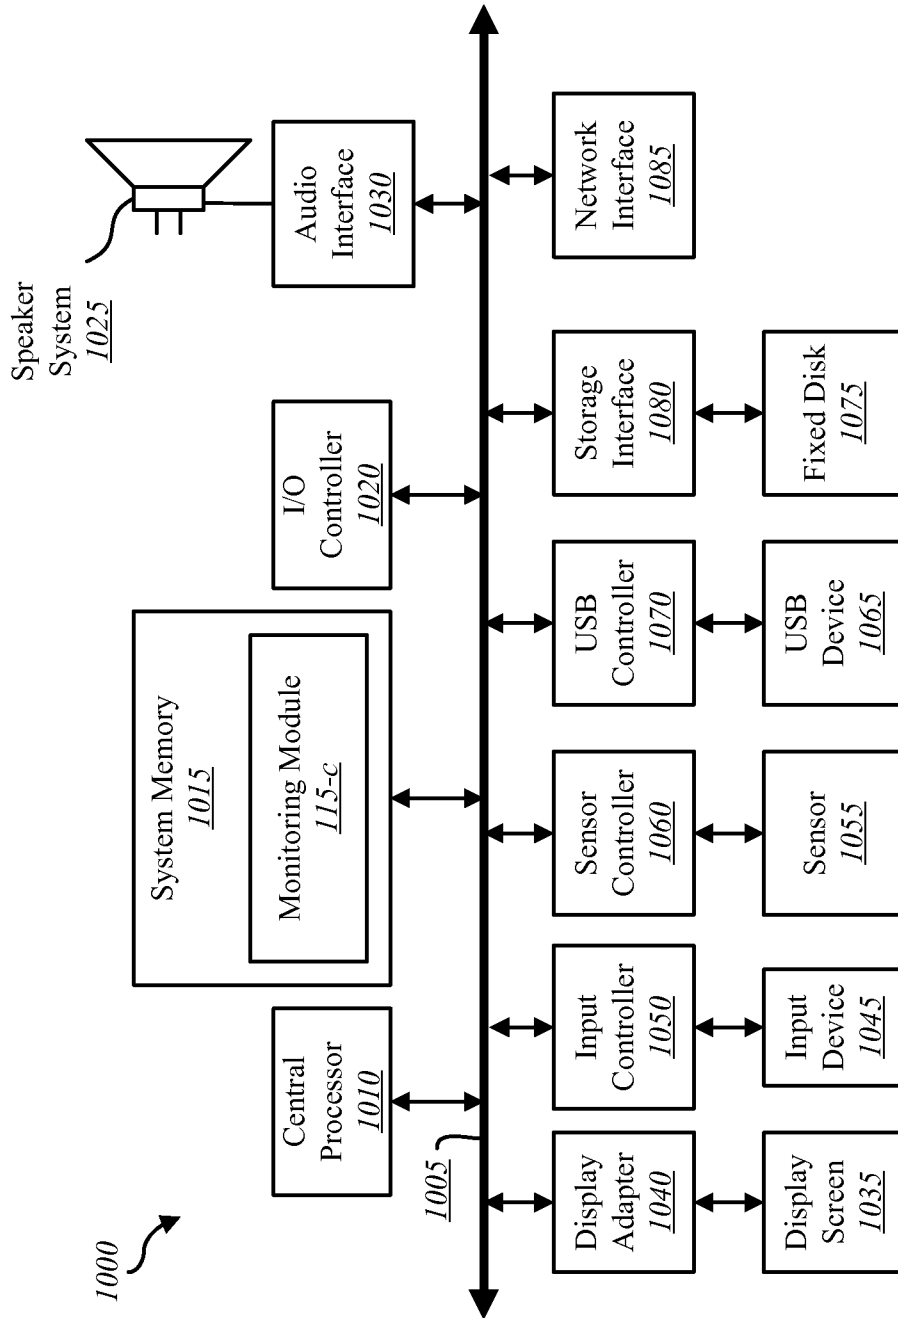 1000
Central
Processor
1010
System Memory
1015
Monitoring Module
115-c
I/O
Controller
1020
Speaker
System
1025
Audio
Interface
1030
1005
Display
Adapter
1040
Input
Controller
1050
Sensor
Controller
1060
USB
Controller
1070
Storage
Interface
1080
Network
Interface
1085
Display
Screen
1035
Input
Device
1045
Sensor
1055
USB
Device
1065
Fixed Disk
1075